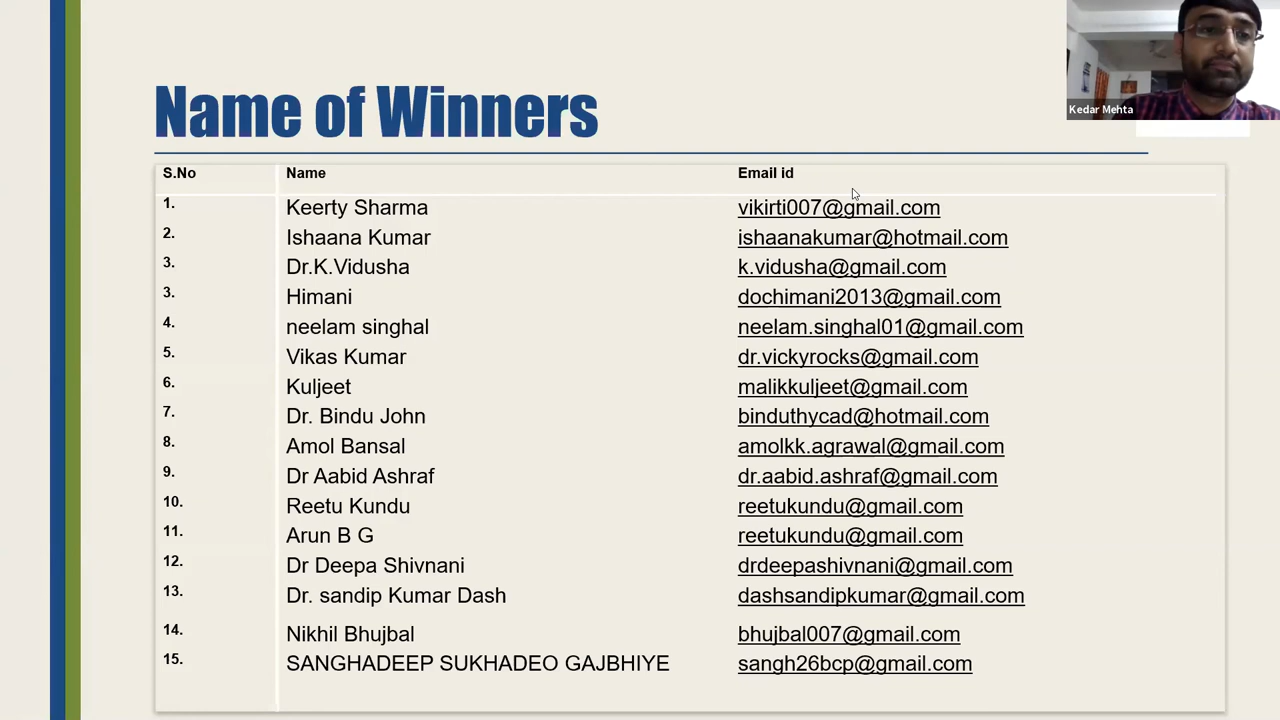 Name of Winners
Kedar Mehta
S.No Name Email id
1. Keerty Sharma vikirti007@gmail.com
2. Ishaana Kumar ishaanakumar@hotmail.com
3. Dr.K.Vidusha k.vidusha@gmail.com
3. Himani dochimani2013@gmail.com
4. neelam singhal neelam.singhal01@gmail.com
5. Vikas Kumar dr.vickyrocks@gmail.com
6. Kuljeet malikkuljeet@gmail.com
7. Dr. Bindu John binduthycad@hotmail.com
8. Amol Bansal amolkk.agrawal@gmail.com
9. Dr Aabid Ashraf dr.aabid.ashraf@gmail.com
10. Reetu Kundu reetukundu@gmail.com
11. Arun B G reetukundu@gmail.com
12. Dr Deepa Shivnani drdeepashivnani@gmail.com
13. Dr. sandip Kumar Dash dashsandipkumar@gmail.com
14. Nikhil Bhujbal bhujbal007@gmail.com
15. SANGHADEEP SUKHADEO GAJBHIYE sangh26bcp@gmail.com